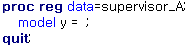 proc reg data=supervisor_A;
model y = ;
quit;